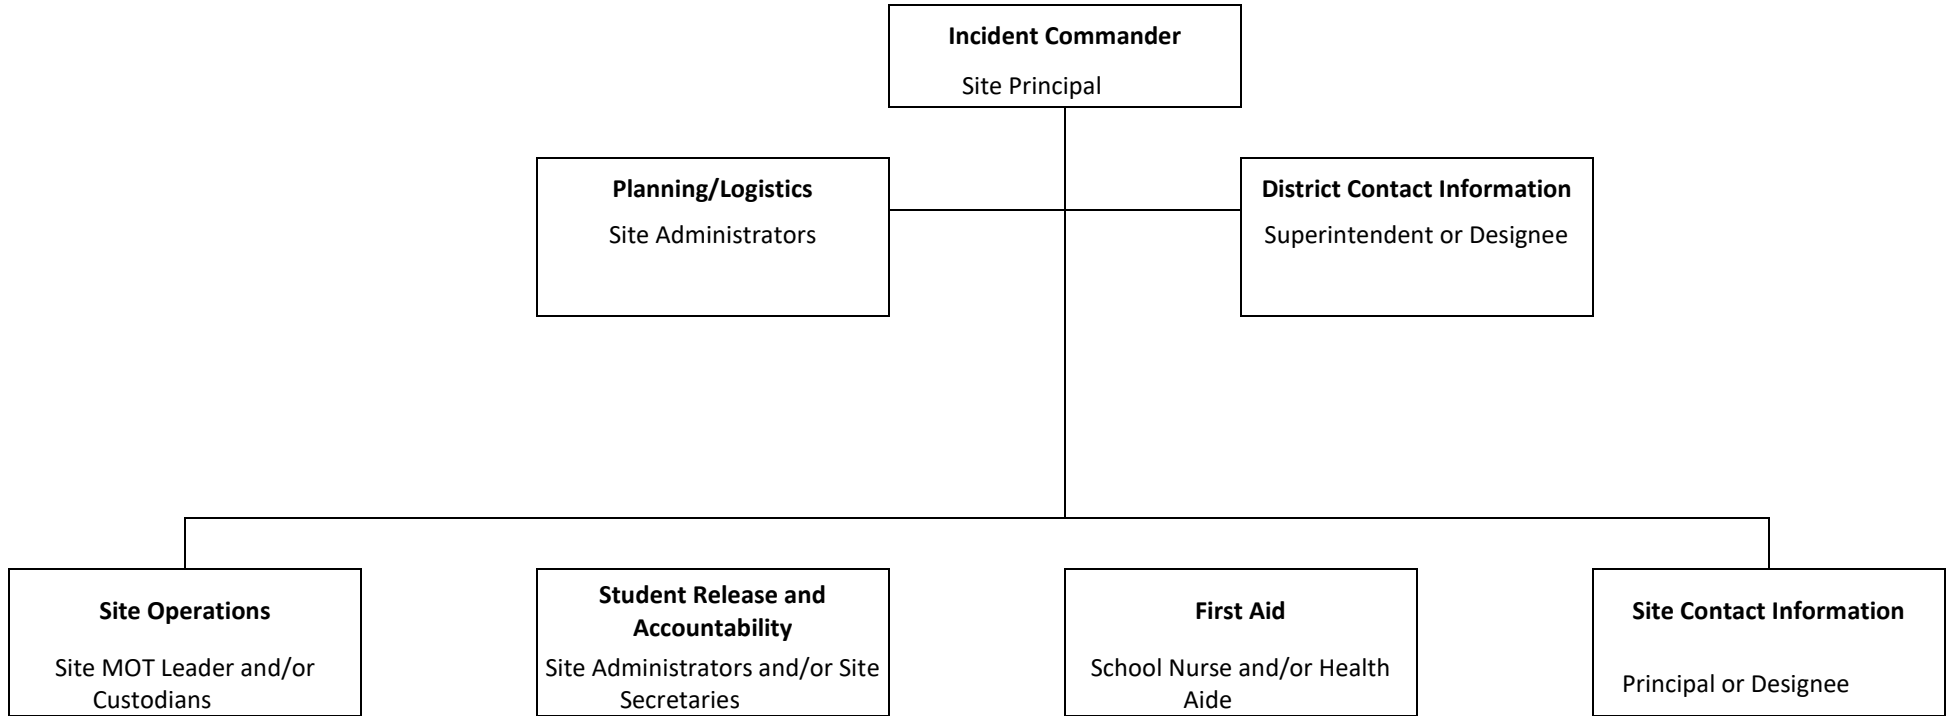 Incident Commander
Site Principal
Planning/Logistics
Site Administrators
District Contact Information
Superintendent or Designee
Site Operations
Site MOT Leader and/or
Custodians
Student Release and
Accountability
Site Administrators and/or Site
Secretaries
First Aid
School Nurse and/or Health
Aide
Site Contact Information
Principal or Designee